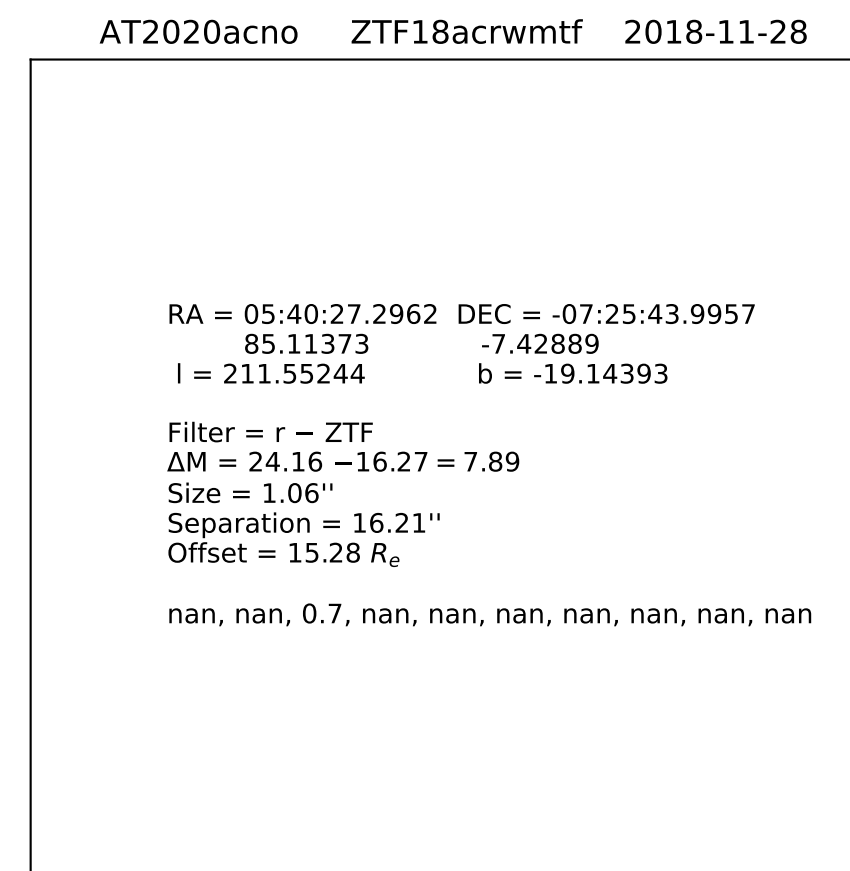 AT2020acno ZTF18acrwmtf 2018-11-28
RA = 05:40:27.2962 DEC = -07:25:43.9957
85.11373 -7.42889
l = 211.55244 b = -19.14393
Filter = r − ZTF
ΔM = 24.16 −16.27 = 7.89
Size = 1.06''
Separation = 16.21''
Offset = 15.28 Rₑ
nan, nan, 0.7, nan, nan, nan, nan, nan, nan, nan